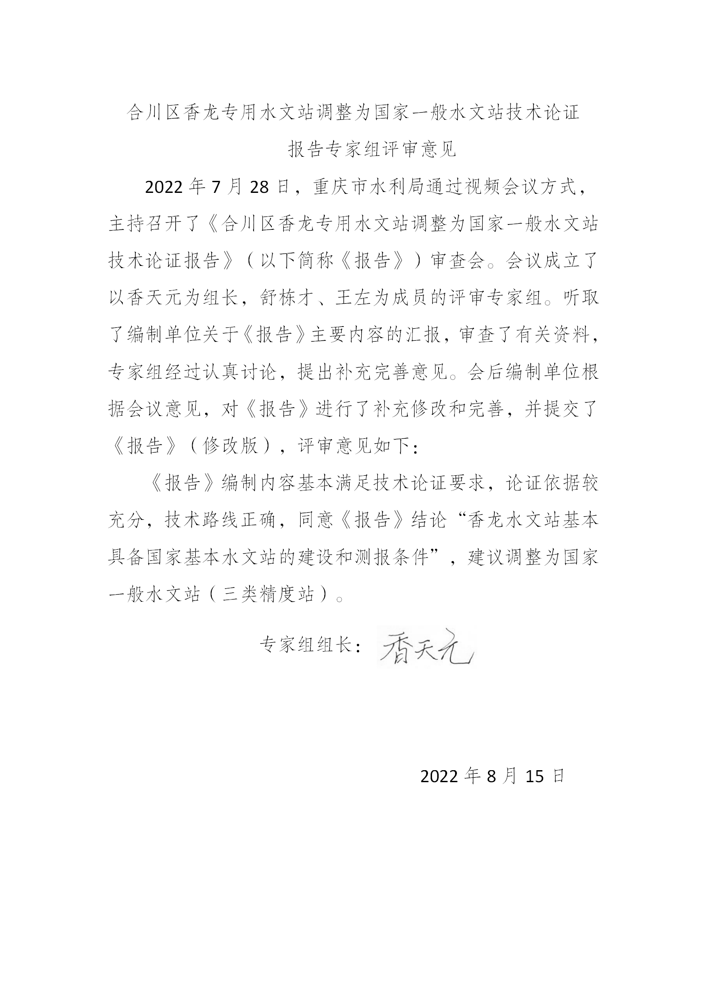 合川区香龙专用水文站调整为国家一般水文站技术论证
报告专家组评审意见
2022 年 7 月 28 日，重庆市水利局通过视频会议方式，
主持召开了《合川区香龙专用水文站调整为国家一般水文站
技术论证报告》（以下简称《报告》）审查会。会议成立了
以香天元为组长，舒栋才、王左为成员的评审专家组。听取
了编制单位关于《报告》主要内容的汇报，审查了有关资料，
专家组经过认真讨论，提出补充完善意见。会后编制单位根
据会议意见，对《报告》进行了补充修改和完善，并提交了
《报告》（修改版），评审意见如下：
《报告》编制内容基本满足技术论证要求，论证依据较
充分，技术路线正确，同意《报告》结论“香龙水文站基本
具备国家基本水文站的建设和测报条件”，建议调整为国家
一般水文站（三类精度站）。
专家组组长： 香天元
2022 年 8 月 15 日